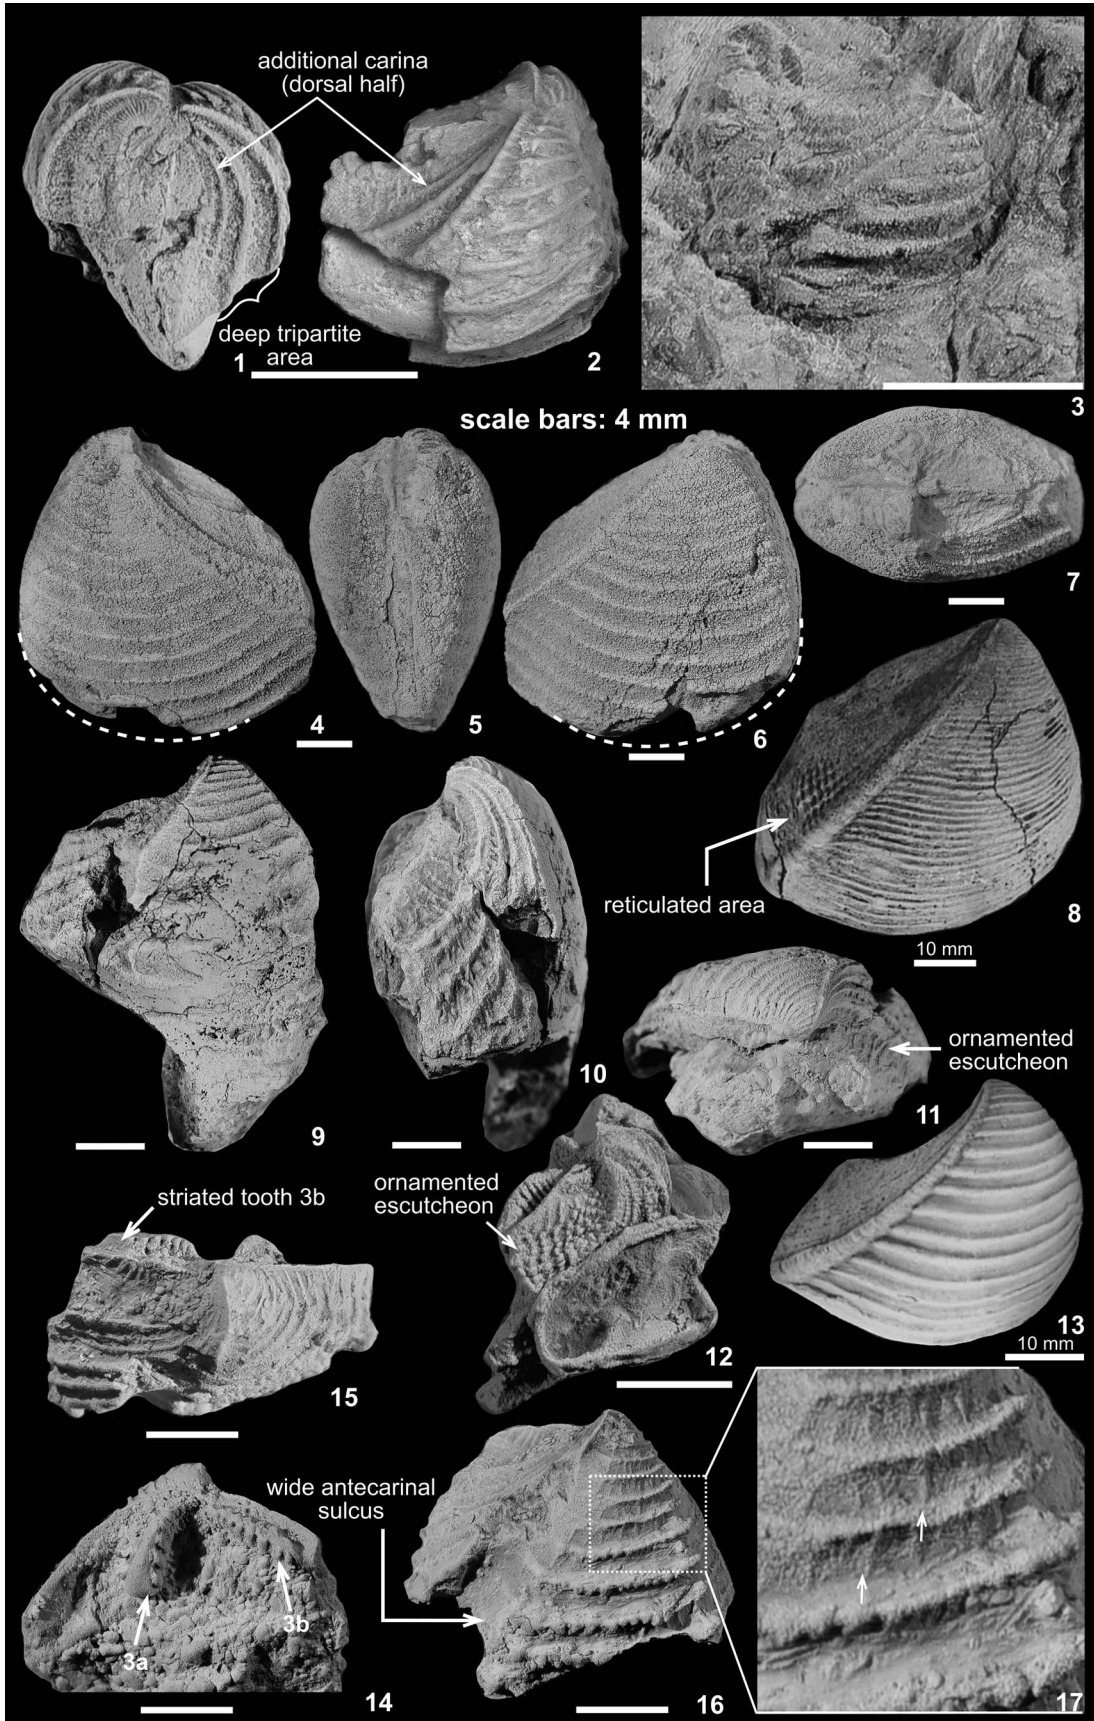 additional carina
(dorsal half)
deep tripartite
area
1
2
3
scale bars: 4 mm
4
5
6
7
reticulated area
8
10 mm
9
10
ornamented
escutcheon
11
striated tooth 3b
ornamented
escutcheon
12
13
10 mm
15
wide antecarinal
sulcus
3a
3b
14
16
17